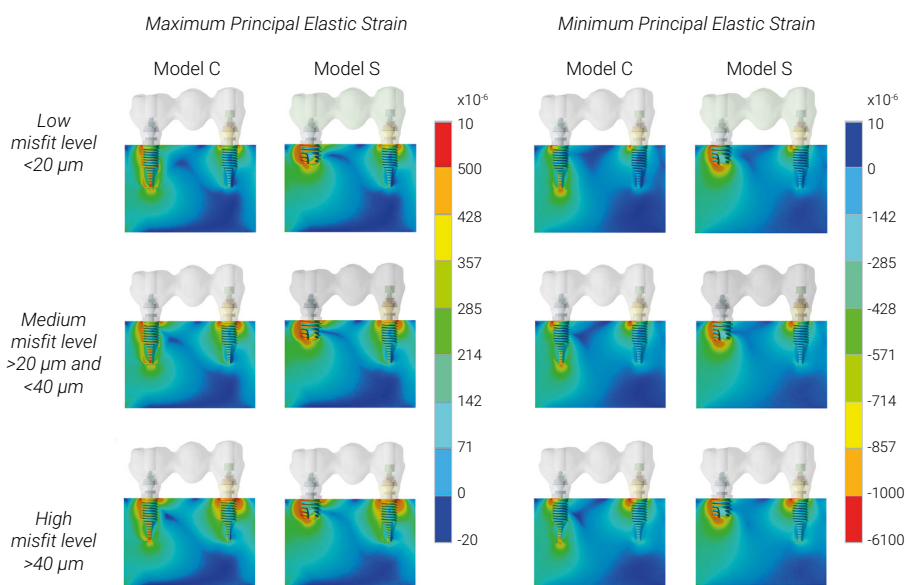 Maximum Principal Elastic Strain
Minimum Principal Elastic Strain
Model C
Model S
Model C
Model S
x10⁻⁶
x10⁻⁶
Low
misfit level
<20 µm
Medium
misfit level
>20 µm and
<40 µm
High
misfit level
>40 µm
10
500
428
357
285
214
142
71
0
-20
10
0
-142
-285
-428
-571
-714
-857
-1000
-6100